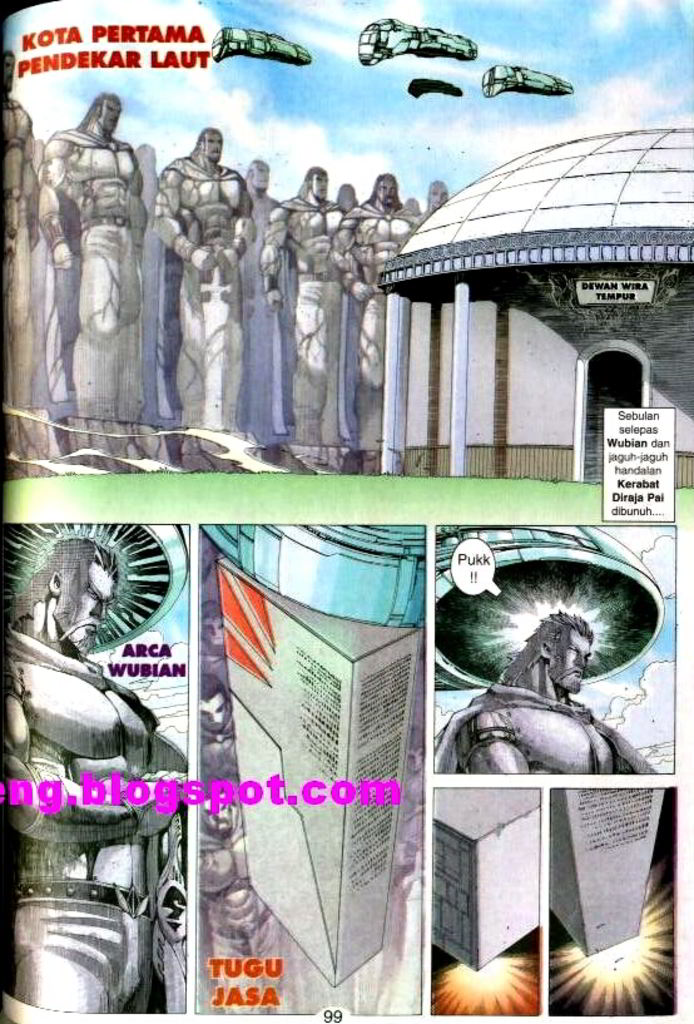 KOTA PERTAMA
PENDEKAR LAUT
DEWAN WIRA
TEMPUR
Sebulan
selepas
Wubian dan
jaguh-jaguh
handalan
Kerabat
Diraja Pai
dibunuh....
ARCA
WUBIAN
TUGU
JASA
Pukk
!!
eng.blogspot.com
99